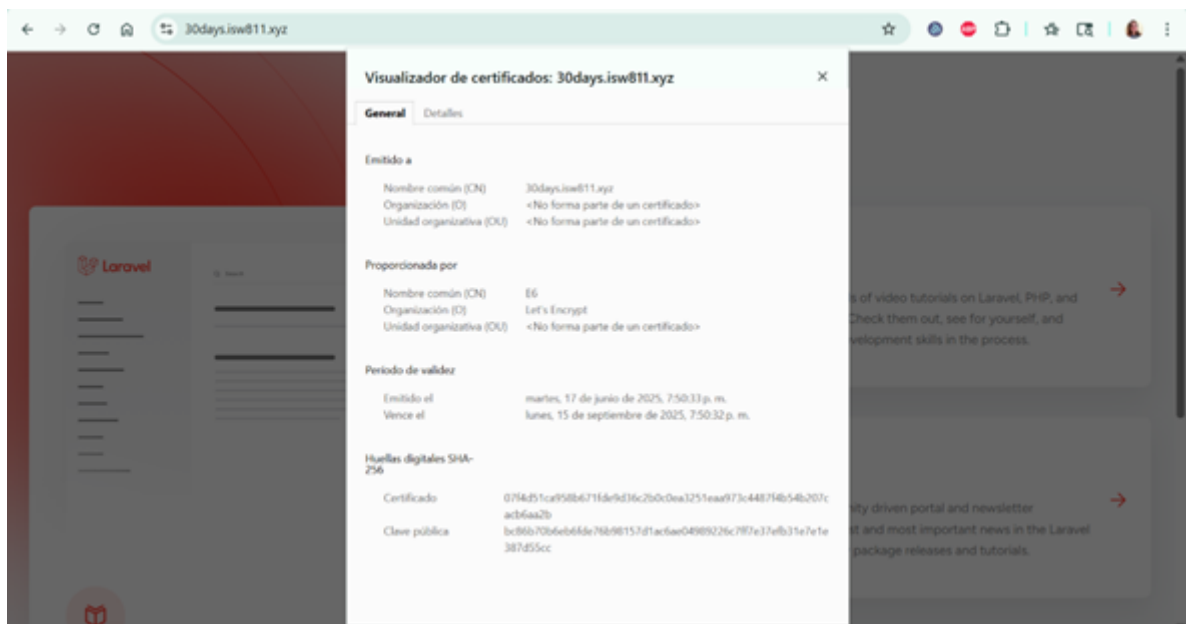 30days.isw811.xyz
Visualizador de certificados: 30days.isw811.xyz
General Detalles
Emitido a
Nombre común (CN) 30days.isw811.xyz
Organización (O) <No forma parte de un certificado>
Unidad organizativa (OU) <No forma parte de un certificado>
Proporcionada por
Nombre común (CN) E6
Organización (O) Let's Encrypt
Unidad organizativa (OU) <No forma parte de un certificado>
Período de validez
Emitido el martes, 17 de junio de 2025, 7:50:33 p. m.
Vence el lunes, 15 de septiembre de 2025, 7:50:32 p. m.
Huellas digitales SHA-
256
Certificado
Clave pública
387d55cc
Laravel
s of video tutorials on Laravel, PHP, and
Check them out, see for yourself, and
velopment skills in the process.
ity driven portal and newsletter
st and most important news in the Laravel
package releases and tutorials.